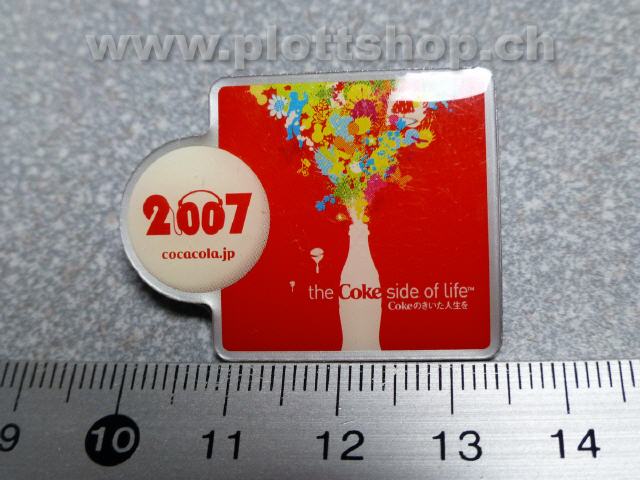 www.plottshop.ch
2007
cocacola.jp
the Coke side of life™
Cokeのきいた人生を
9 10 11 12 13 14